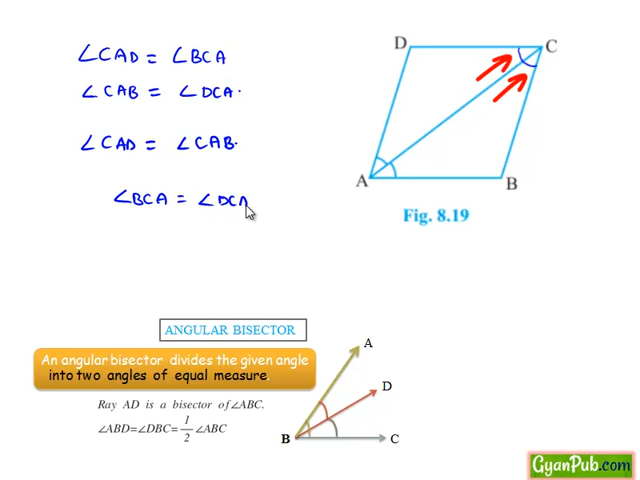 ∠CAD = ∠BCA
∠CAB = ∠DCA.
∠CAD = ∠CAB.
∠BCA = ∠DCA
D
C
A
B
Fig. 8.19
ANGULAR BISECTOR
An angular bisector divides the given angle
into two angles of equal measure.
Ray AD is a bisector of ∠ABC.
∠ABD=∠DBC=1/2 ∠ABC
A
D
B
C
GyanPub.com